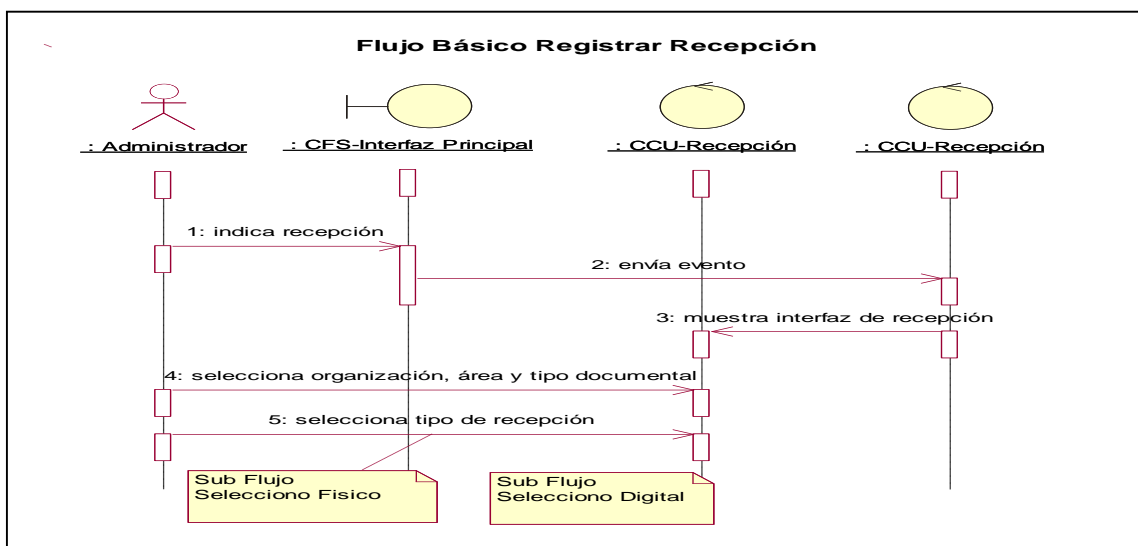 Flujo Básico Registrar Recepción
: Administrador
: CFS-Interfaz Principal
: CCU-Recepción
: CCU-Recepción
1: indica recepción
2: envía evento
3: muestra interfaz de recepción
4: selecciona organización, área y tipo documental
5: selecciona tipo de recepción
Sub Flujo
Selecciono Fisico
Sub Flujo
Selecciono Digital